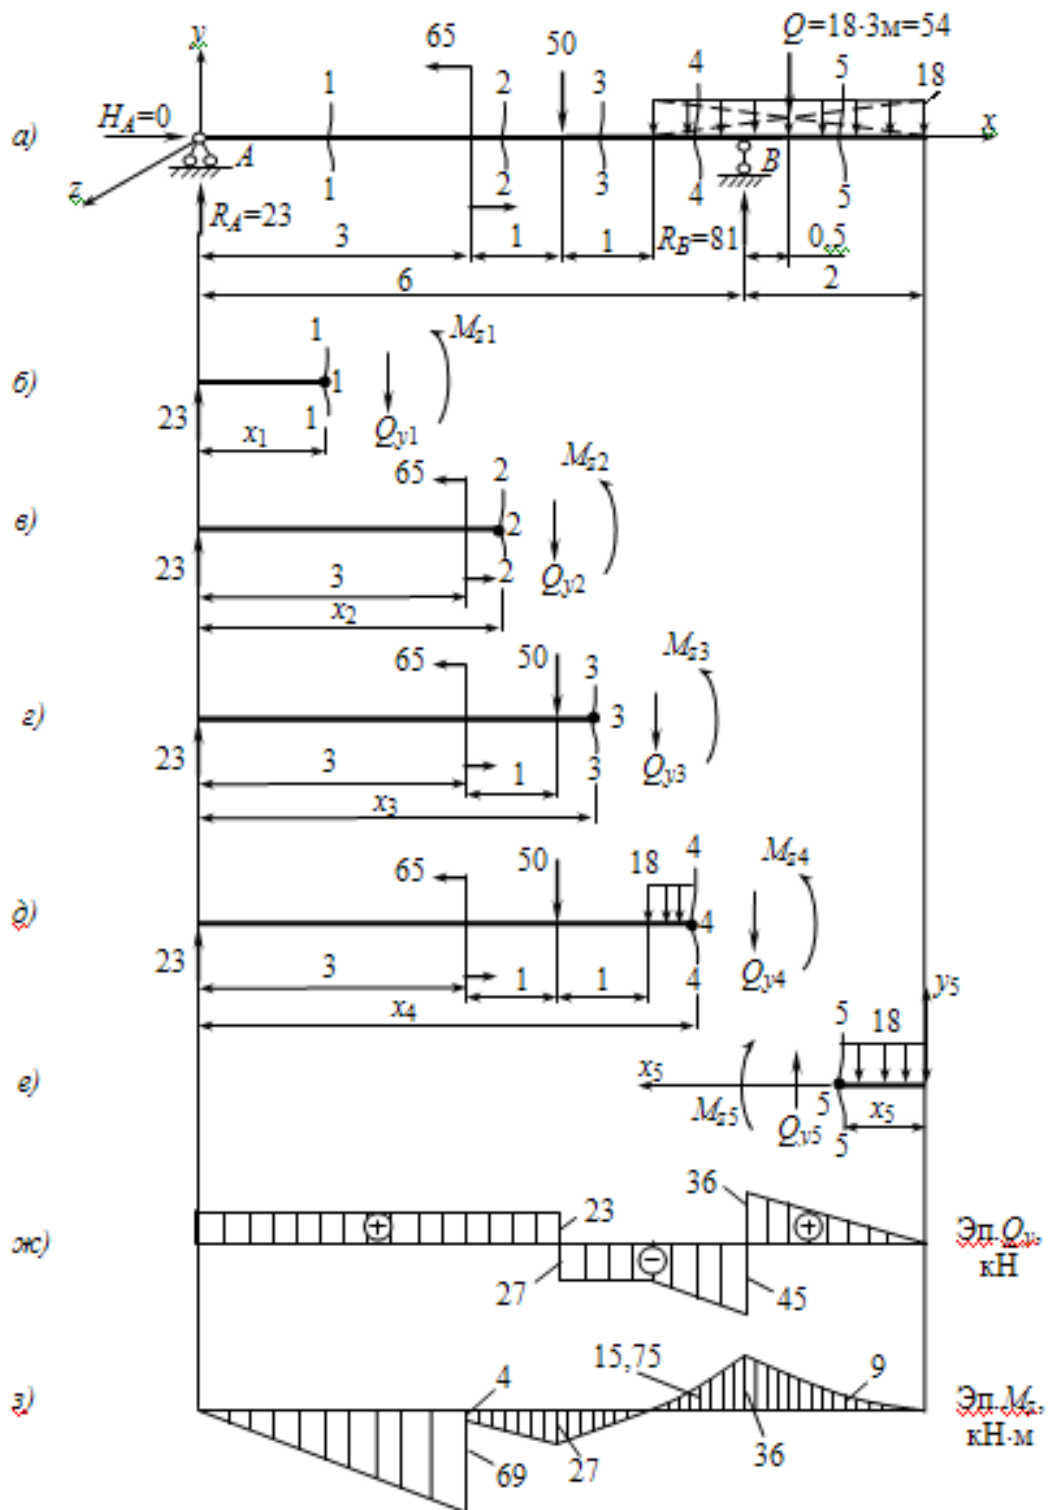 y
65
50
Q=18·3м=54
1
2
3
4
5
18
H_A=0
а)
A
B
x
z
1
2
3
4
5
R_A=23
3
1
1
R_B=81
0,5
6
2
б)
1
M_z1
1
23
1
Q_y1
x_1
в)
65
2
M_z2
2
23
3
2
Q_y2
x_2
г)
65
50
3
M_z3
3
23
3
1
3
Q_y3
x_3
д)
65
50
18
4
M_z4
4
23
3
1
1
4
Q_y4
x_4
y_5
е)
5
18
x_5
M_z5
5
x_5
Q_y5
5
ж)
36
23
+
+
Эп.Q_y,
кН
−
27
45
з)
4
15,75
9
Эп.M_z,
кН·м
69
27
36